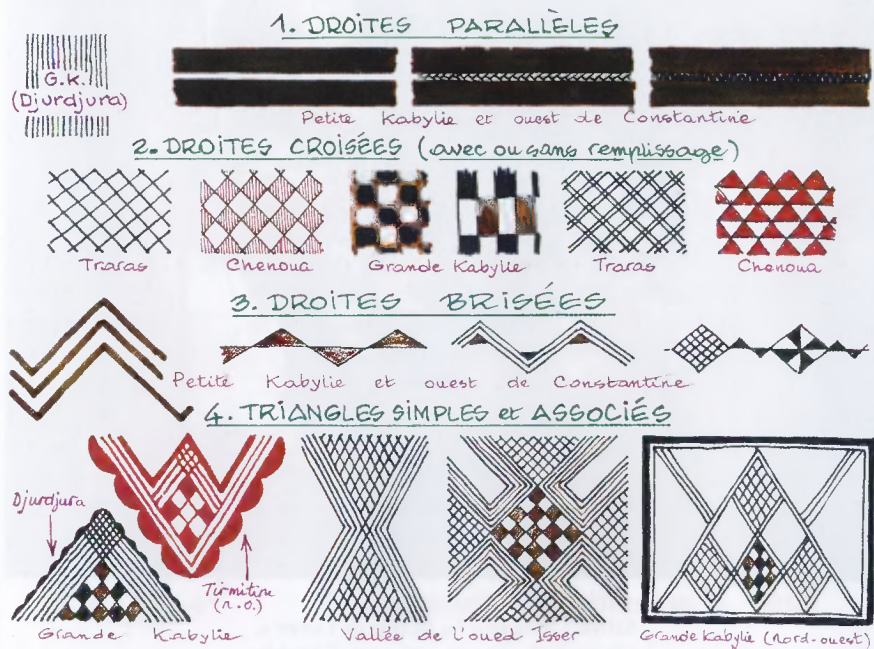 1. DROITES PARALLÈLES
G.K.
(Djurdjura)
Petite Kabylie et ouest de Constantine
2. DROITES CROISÉES (avec ou sans remplissage)
Traras
Chenoua
Grande Kabylie
Traras
Chenoua
3. DROITES BRISÉES
Petite Kabylie et ouest de Constantine
4. TRIANGLES SIMPLES et ASSOCIÉS
Djurdjura
Tirmitine
(n.o.)
Grande Kabylie
Vallée de l'oued Isser
Grande Kabylie (nord-ouest)